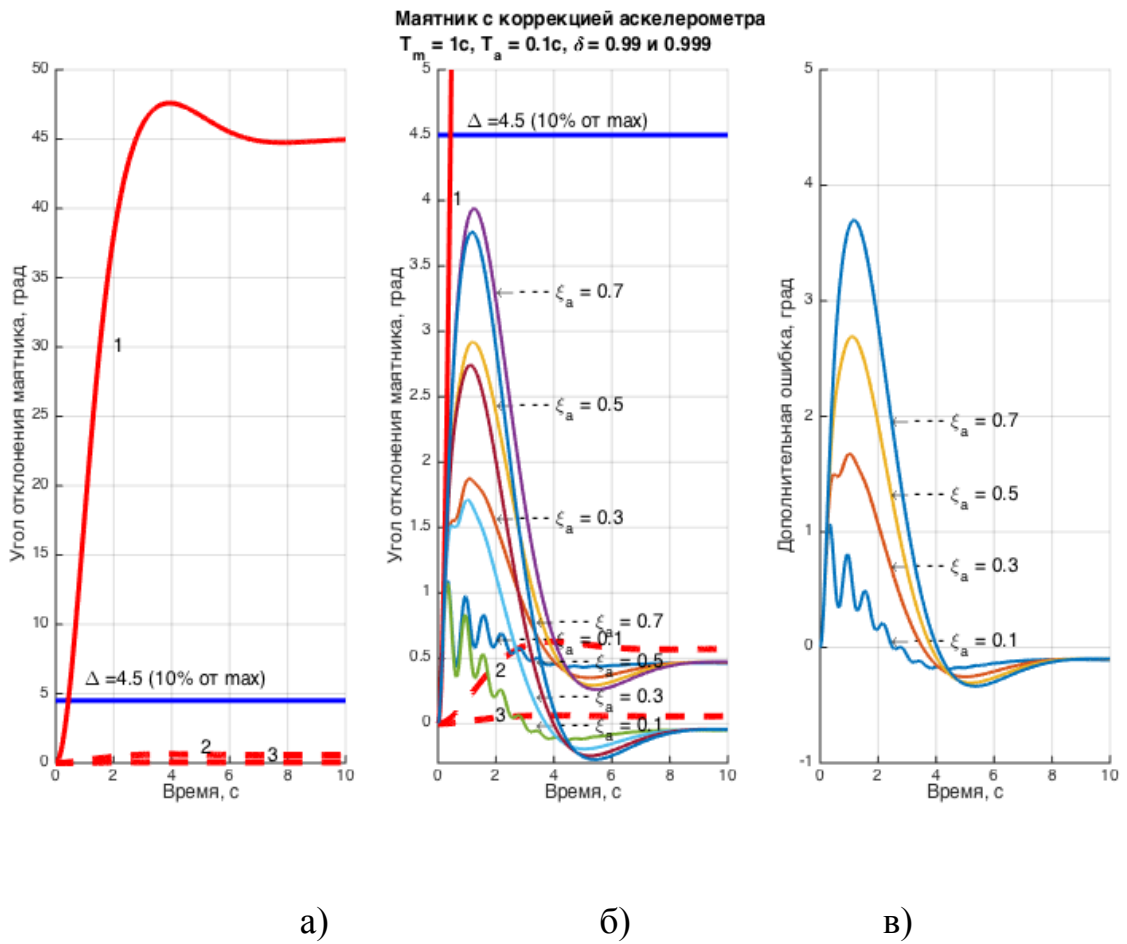 Маятник с коррекцией аскелерометра
T_m = 1с, T_a = 0.1с, δ = 0.99 и 0.999
Угол отклонения маятника, град
50
45
40
35
30
25
20
15
10
5
0
1
Δ =4.5 (10% от max)
2
3
0 2 4 6 8 10
Время, с
Угол отклонения маятника, град
5
4.5
4
3.5
3
2.5
2
1.5
1
0.5
0
Δ =4.5 (10% от max)
1
ξ_a = 0.7
ξ_a = 0.5
ξ_a = 0.3
ξ_a = 0.7
ξ_a = 0.1
2
ξ_a = 0.5
ξ_a = 0.3
3
ξ_a = 0.1
0 2 4 6 8 10
Время, с
Дополнительная ошибка, град
5
4
3
2
1
0
-1
ξ_a = 0.7
ξ_a = 0.5
ξ_a = 0.3
ξ_a = 0.1
0 2 4 6 8 10
Время, с
а) б) в)